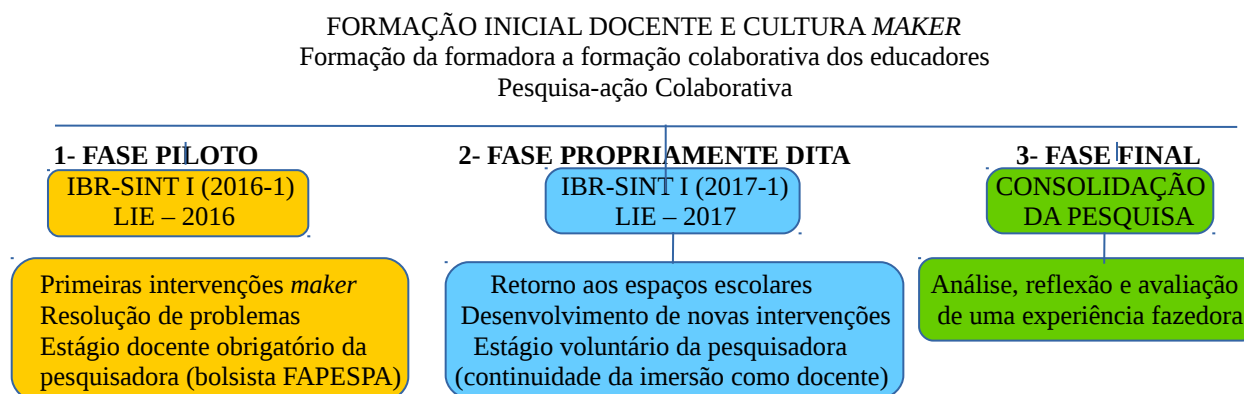 FORMAÇÃO INICIAL DOCENTE E CULTURA MAKER
Formação da formadora a formação colaborativa dos educadores
Pesquisa-ação Colaborativa
1- FASE PILOTO
IBR-SINT I (2016-1)
LIE – 2016
Primeiras intervenções maker
Resolução de problemas
Estágio docente obrigatório da
pesquisadora (bolsista FAPESPA)
2- FASE PROPRIAMENTE DITA
IBR-SINT I (2017-1)
LIE – 2017
Retorno aos espaços escolares
Desenvolvimento de novas intervenções
Estágio voluntário da pesquisadora
(continuidade da imersão como docente)
3- FASE FINAL
CONSOLIDAÇÃO
DA PESQUISA
Análise, reflexão e avaliação
de uma experiência fazedora